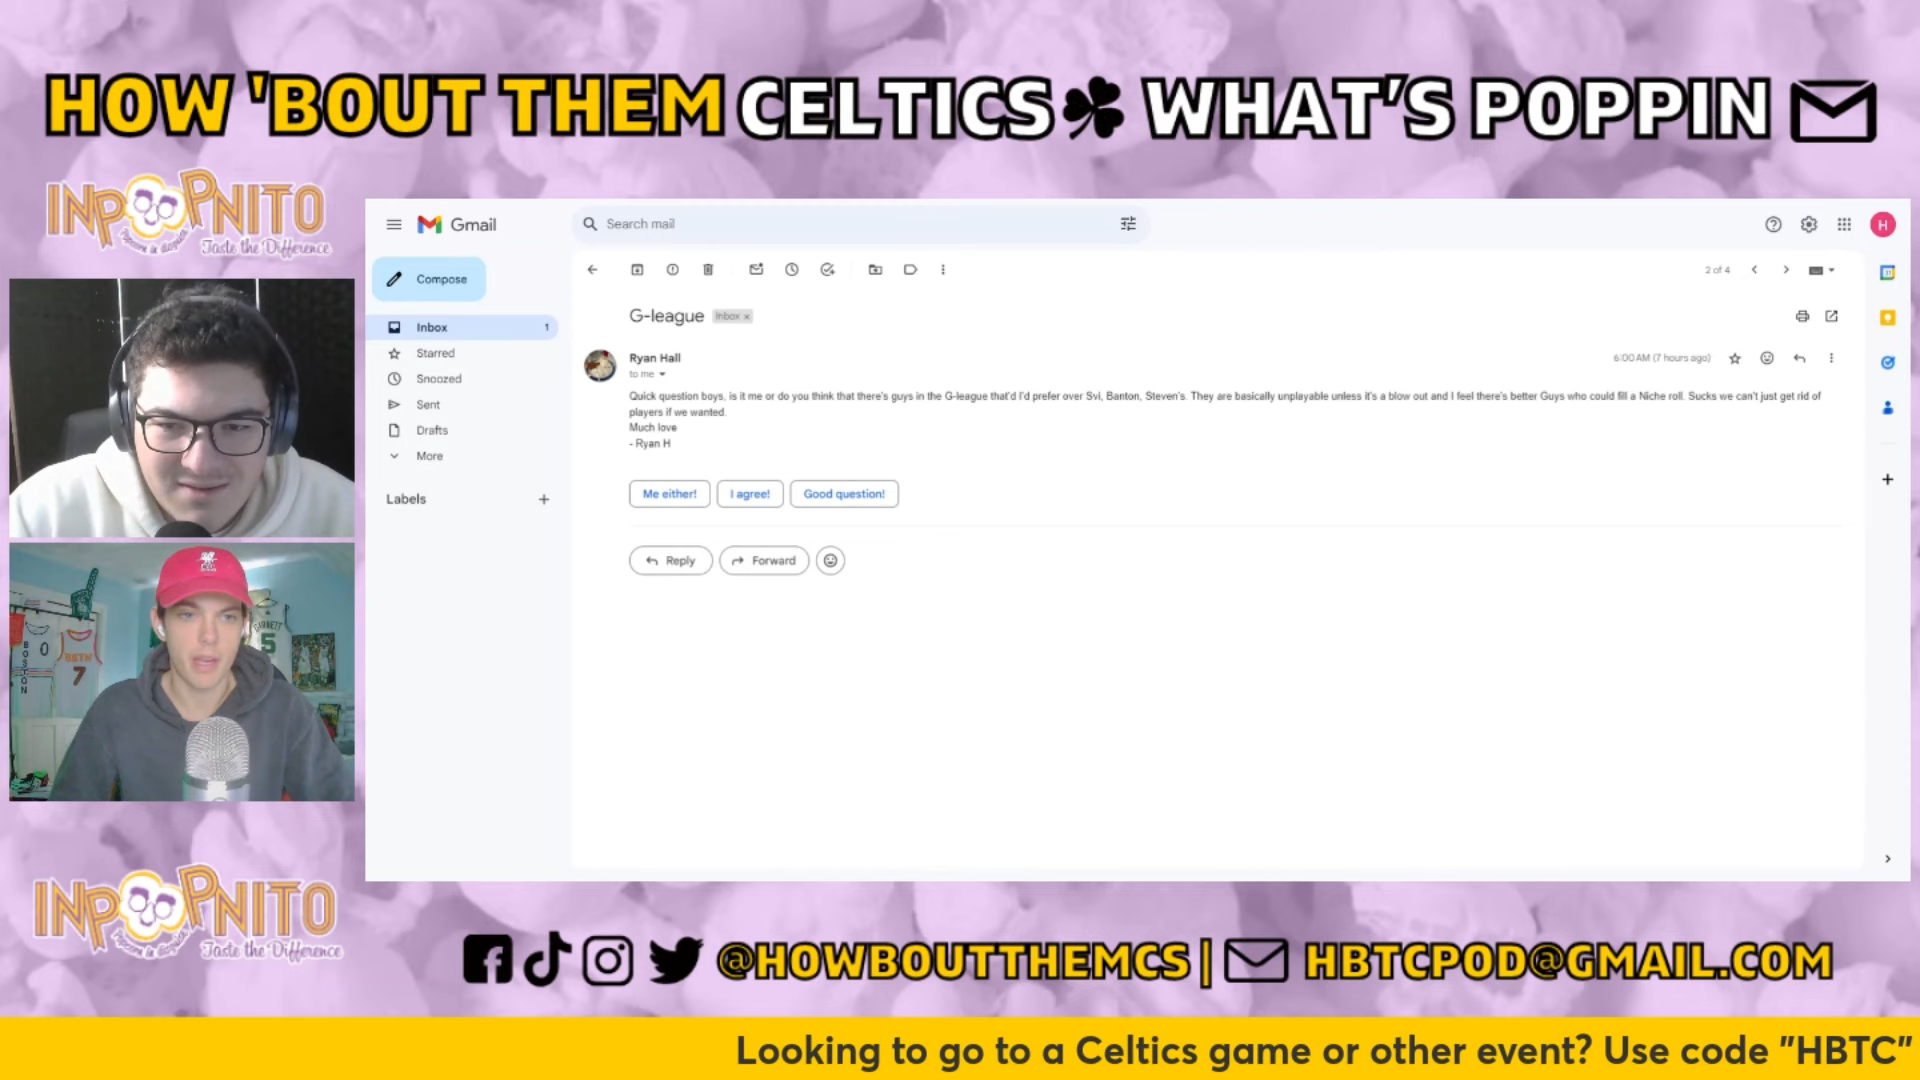 HOW 'BOUT THEM CELTICS WHAT'S POPPIN
INPOPNITO
Taste the Difference
Gmail
Search mail
H
Compose
2 of 4
Inbox 1
Starred
Snoozed
Sent
Drafts
More
Labels
G-league Inbox x
Ryan Hall
6:00 AM (7 hours ago)
to me
Quick question boys, is it me or do you think that there's guys in the G-league that'd I'd prefer over Svi, Banton, Steven's. They are basically unplayable unless it's a blow out and I feel there's better Guys who could fill a Niche roll. Sucks we can't just get rid of
players if we wanted.
Much love
- Ryan H
Me either! I agree! Good question!
Reply Forward
BOSTON
0
BSTN
7
GARNETT
5
INPOPNITO
Taste the Difference
@HOWBOUTTHEMCS | HBTCPOD@GMAIL.COM
Looking to go to a Celtics game or other event? Use code "HBTC"